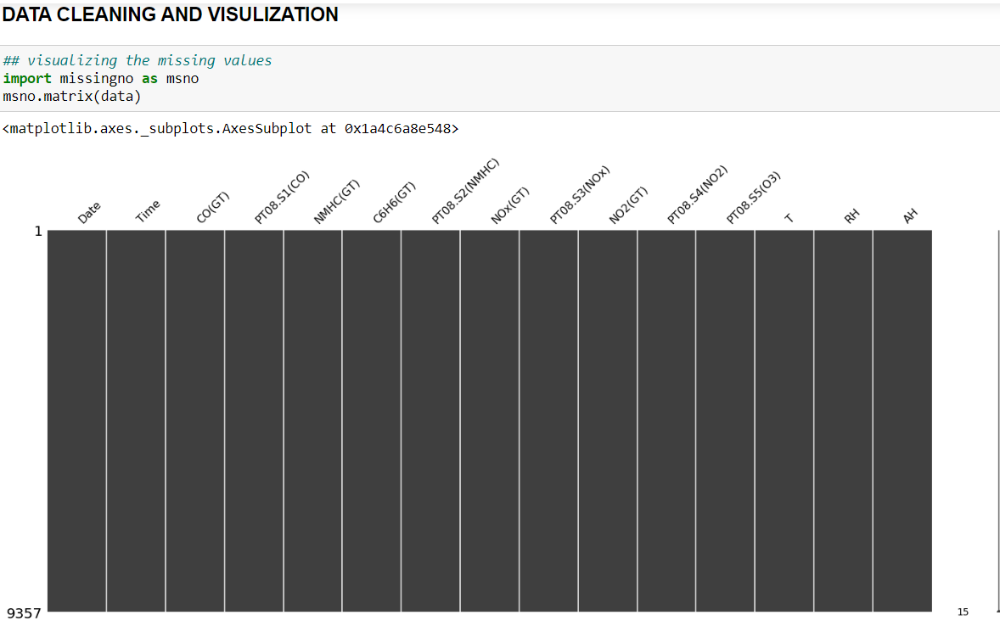 DATA CLEANING AND VISULIZATION
## visualizing the missing values
import missingno as msno
msno.matrix(data)
<matplotlib.axes._subplots.AxesSubplot at 0x1a4c6a8e548>
Date
Time
CO(GT)
PT08.S1(CO)
NMHC(GT)
C6H6(GT)
PT08.S2(NMHC)
NOx(GT)
PT08.S3(NOx)
NO2(GT)
PT08.S4(NO2)
PT08.S5(O3)
T
RH
AH
1
9357
15